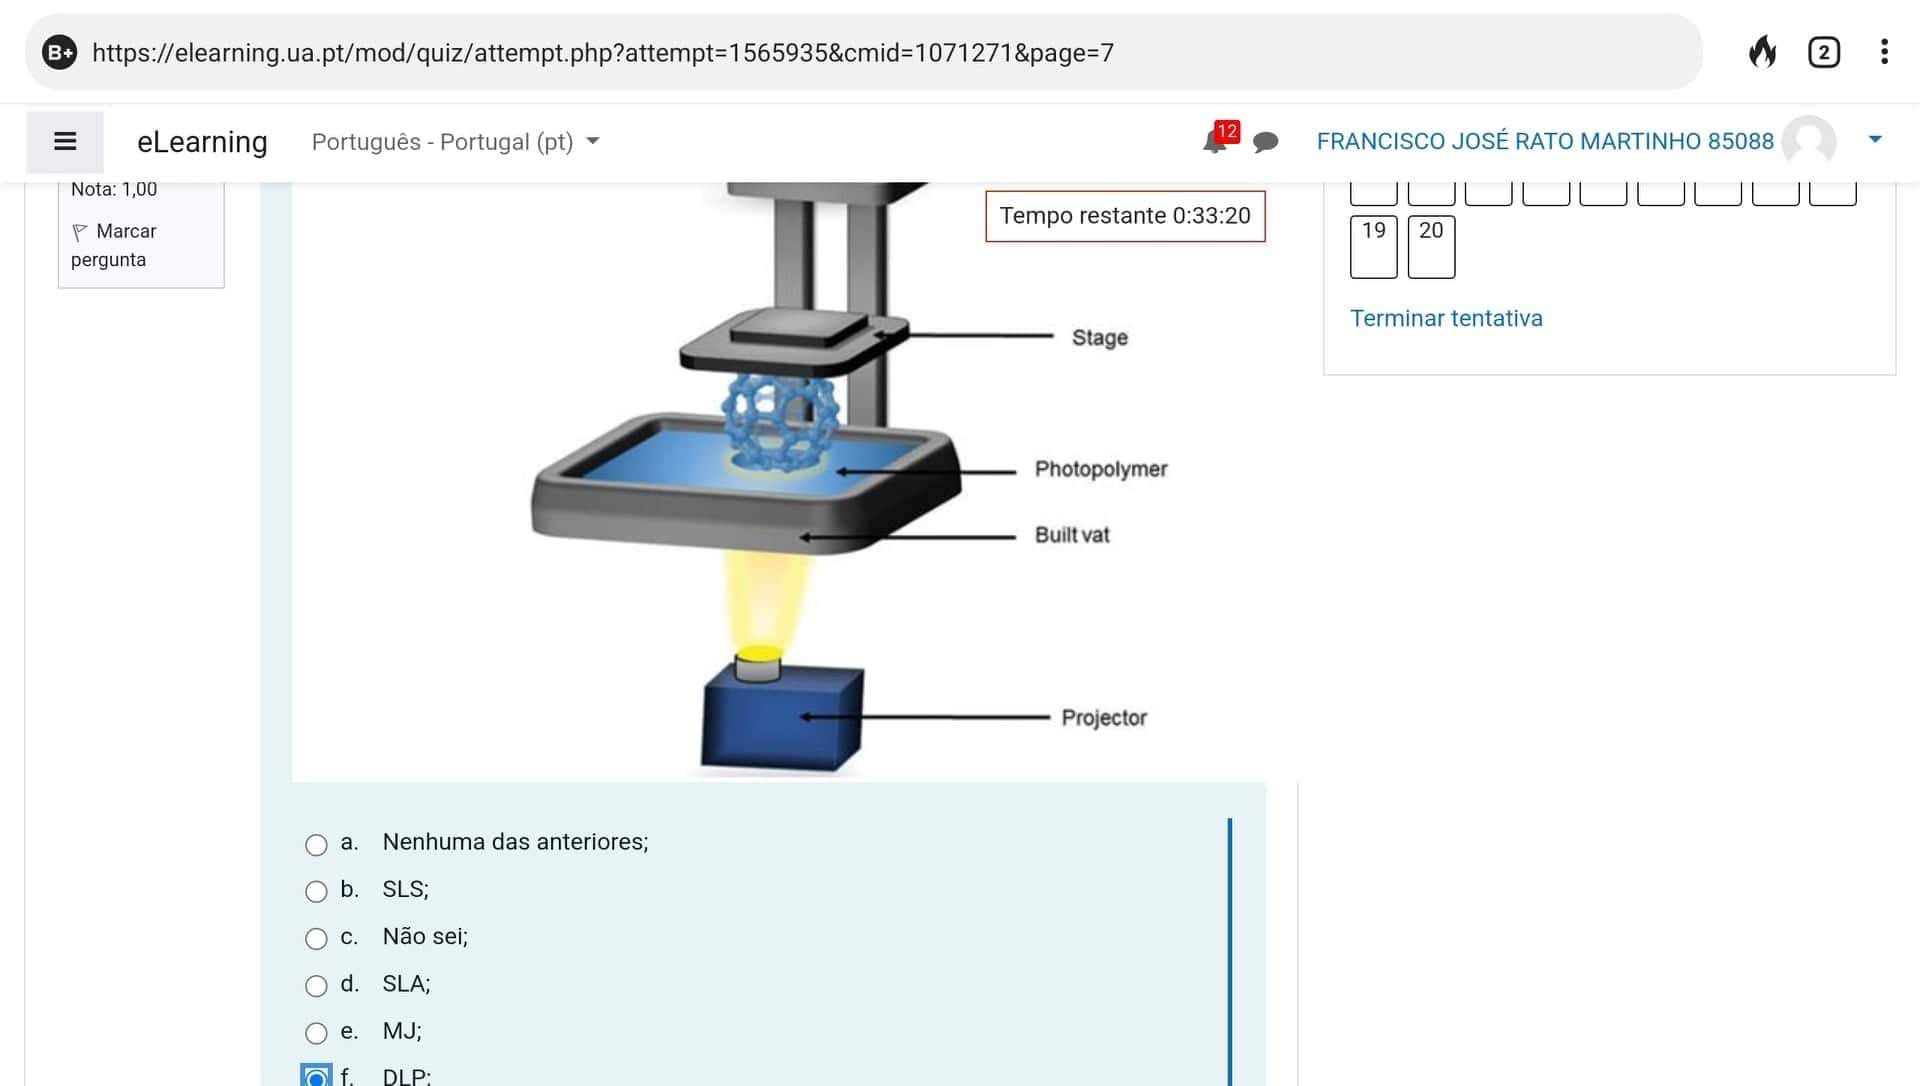 B+ https://elearning.ua.pt/mod/quiz/attempt.php?attempt=1565935&cmid=1071271&page=7 2
eLearning Português - Portugal (pt) 12 FRANCISCO JOSÉ RATO MARTINHO 85088
Nota: 1,00
Marcar
pergunta
Tempo restante 0:33:20
19 20
Terminar tentativa
Stage
Photopolymer
Built vat
Projector
a. Nenhuma das anteriores;
b. SLS;
c. Não sei;
d. SLA;
e. MJ;
f. DLP;